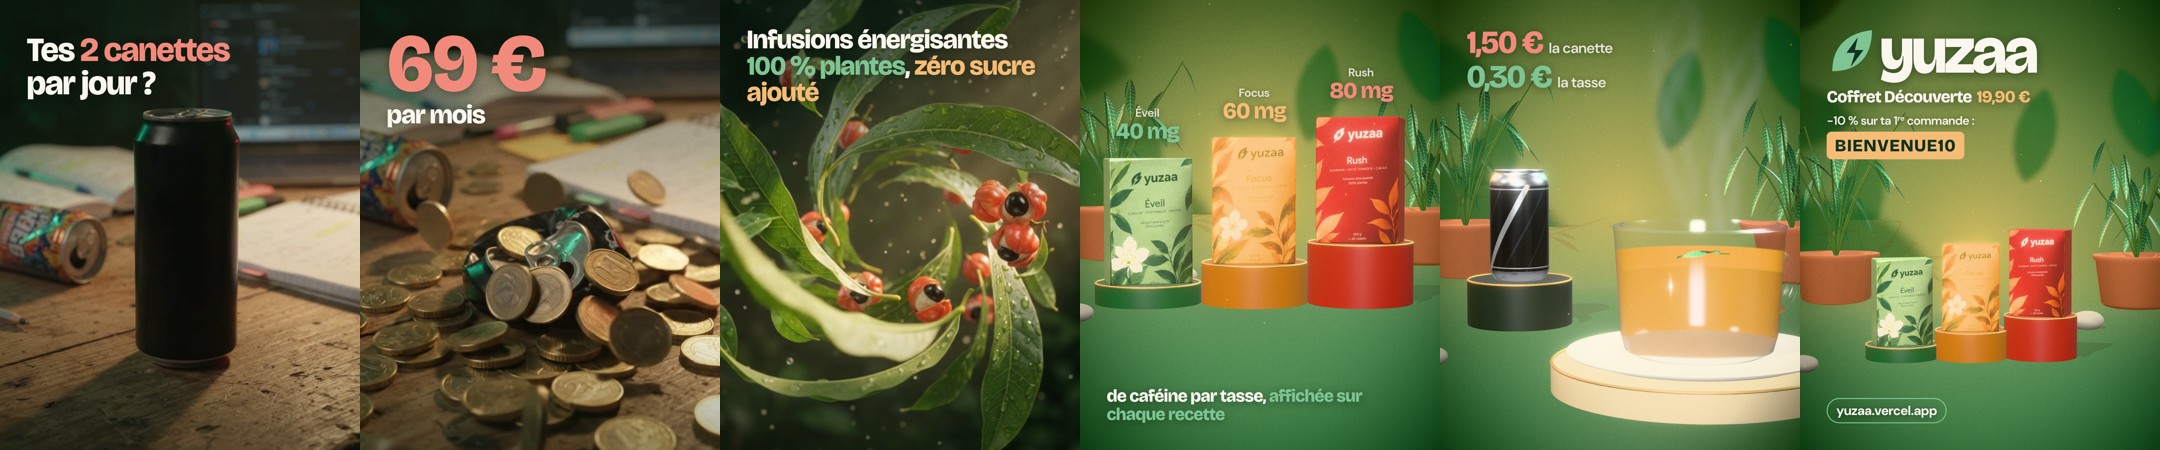 Tes 2 canettes
par jour ?
69 €
par mois
Infusions énergisantes
100 % plantes, zéro sucre
ajouté
Éveil
40 mg
Focus
60 mg
Rush
80 mg
yuzaa
Éveil
yuzaa
Focus
yuzaa
Rush
de caféine par tasse, affichée sur
chaque recette
1,50 € la canette
0,30 € la tasse
yuzaa
Coffret Découverte 19,90 €
-10 % sur ta 1re commande :
BIENVENUE10
yuzaa
Éveil
yuzaa
yuzaa
Rush
yuzaa.vercel.app